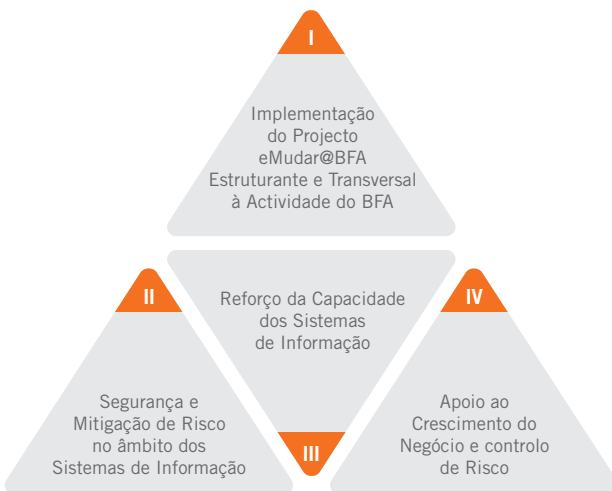 I
Implementação
do Projecto
eMudar@BFA
Estruturante e Transversal
à Actividade do BFA
II
Segurança e
Mitigação de Risco
no âmbito dos
Sistemas de Informação
Reforço da Capacidade
dos Sistemas
de Informação
III
IV
Apoio ao
Crescimento do
Negócio e controlo
de Risco